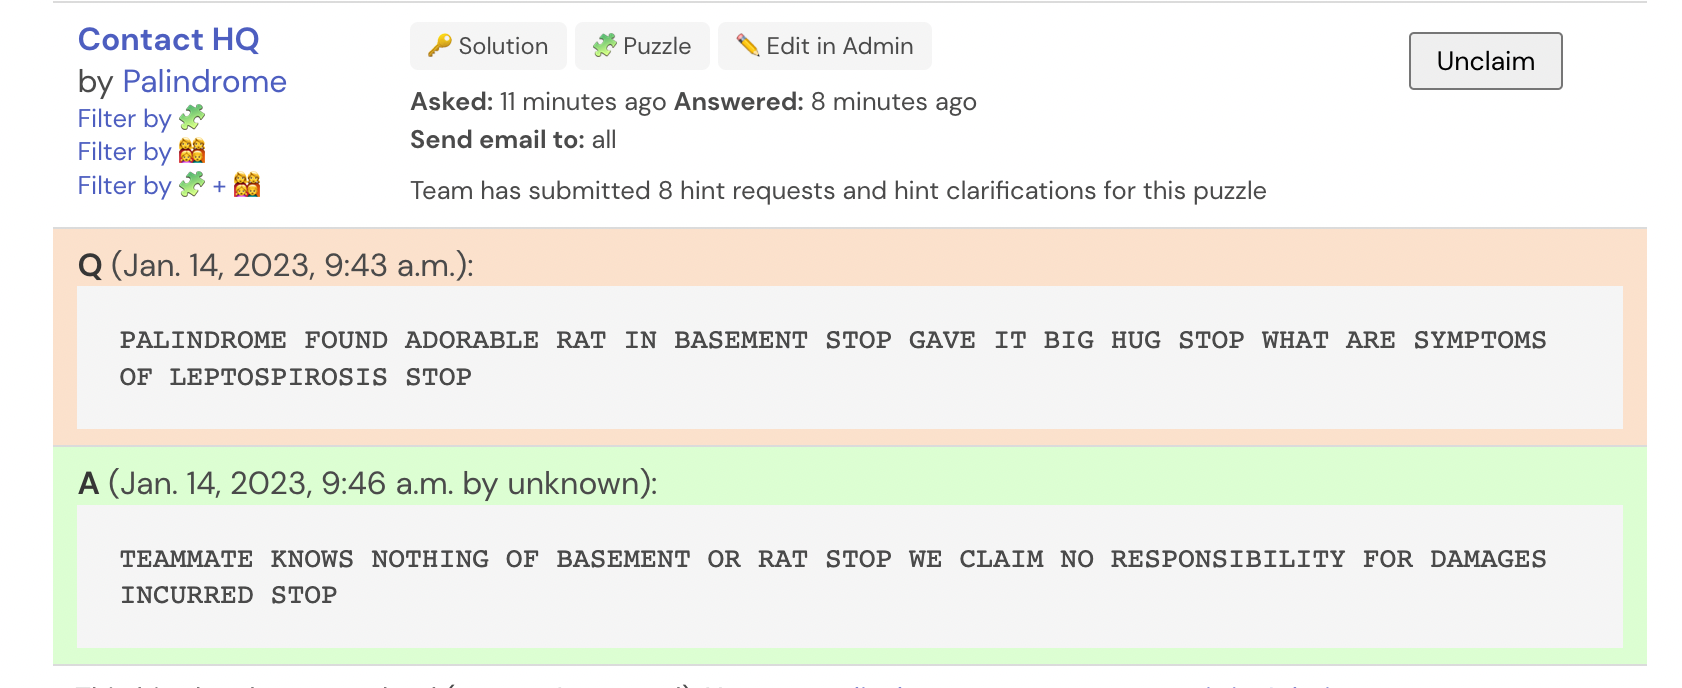 Contact HQ
by Palindrome
Filter by
Filter by
Filter by +
Solution
Puzzle
Edit in Admin
Asked: 11 minutes ago Answered: 8 minutes ago
Send email to: all
Team has submitted 8 hint requests and hint clarifications for this puzzle
Unclaim
Q (Jan. 14, 2023, 9:43 a.m.):
PALINDROME FOUND ADORABLE RAT IN BASEMENT STOP GAVE IT BIG HUG STOP WHAT ARE SYMPTOMS
OF LEPTOSPIROSIS STOP
A (Jan. 14, 2023, 9:46 a.m. by unknown):
TEAMMATE KNOWS NOTHING OF BASEMENT OR RAT STOP WE CLAIM NO RESPONSIBILITY FOR DAMAGES
INCURRED STOP